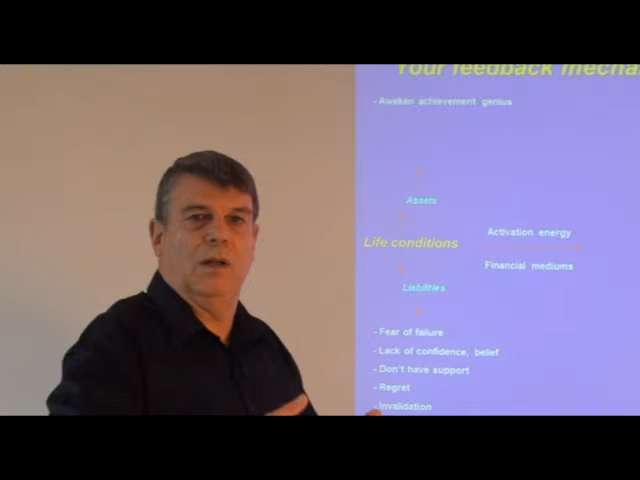 Your feedback mecha
- Awaken achievement genius
Assets
Activation energy
Life conditions
Financial mediums
Liabilities
- Fear of failure
- Lack of confidence, belief
- Don't have support
- Regret
- Invalidation